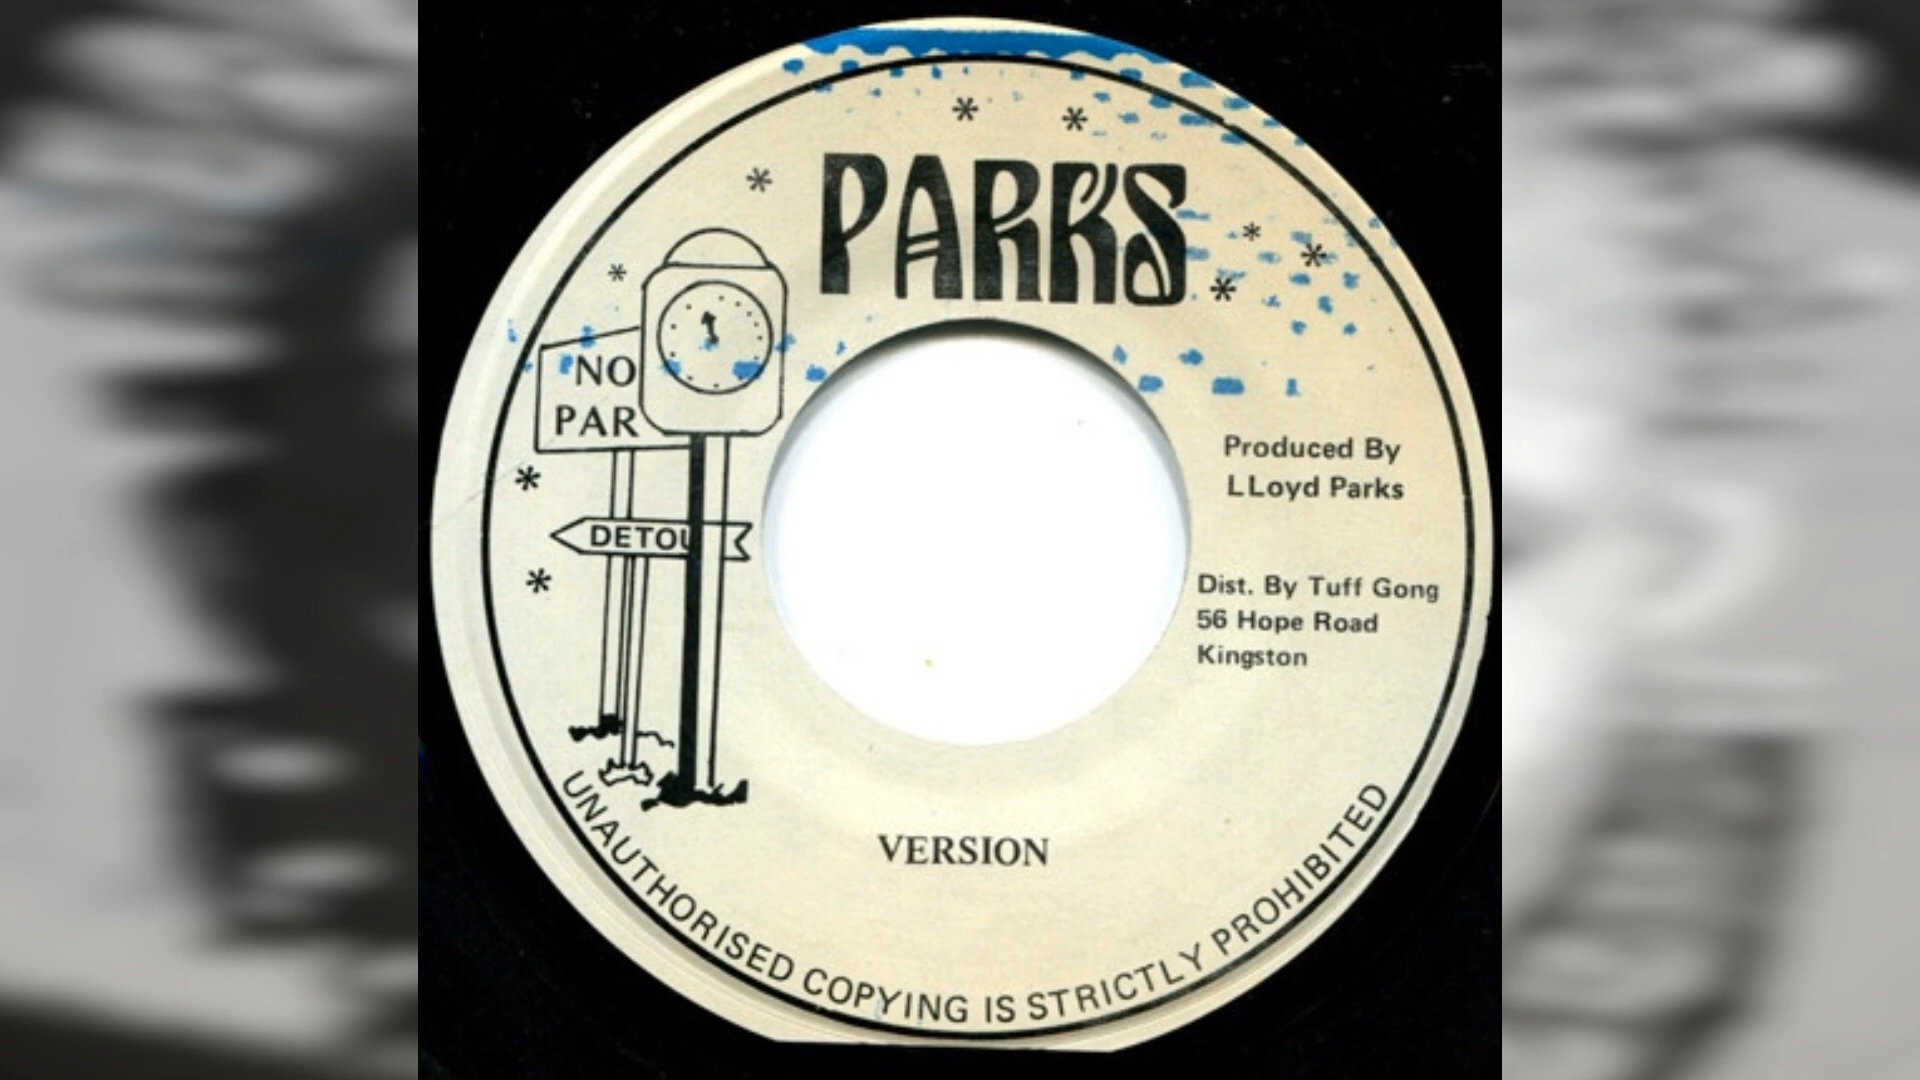 PARKS
NO
PAR
DETOU
Produced By
LLoyd Parks
Dist. By Tuff Gong
56 Hope Road
Kingston
VERSION
UNAUTHORISED COPYING IS STRICTLY PROHIBITED